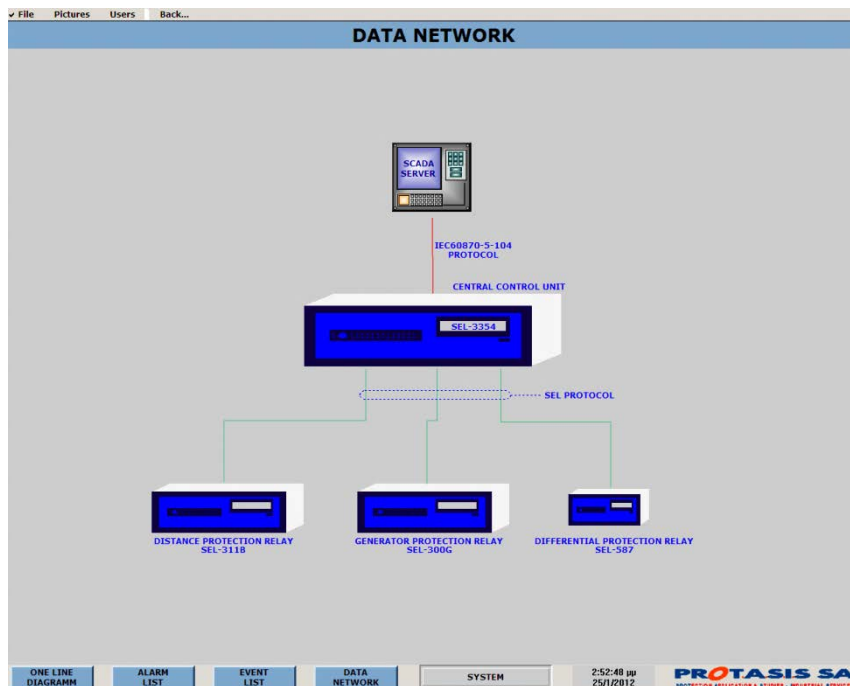 File Pictures Users Back...
DATA NETWORK
SCADA
SERVER
IEC60870-5-104
PROTOCOL
CENTRAL CONTROL UNIT
SEL-3354
SEL PROTOCOL
DISTANCE PROTECTION RELAY
SEL-311B
GENERATOR PROTECTION RELAY
SEL-300G
DIFFERENTIAL PROTECTION RELAY
SEL-587
ONE LINE
DIAGRAMM
ALARM
LIST
EVENT
LIST
DATA
NETWORK
SYSTEM
2:52:48 μμ
25/1/2012
PROTASIS SA